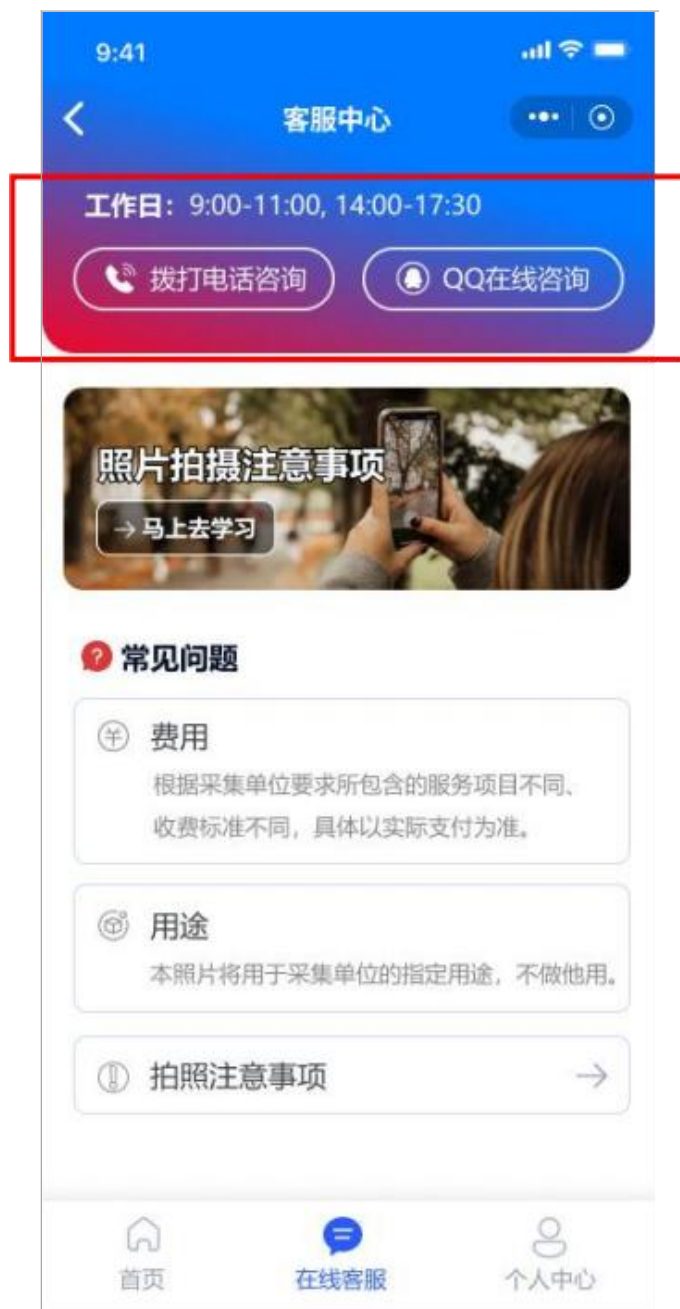 9:41
客服中心
工作日：9:00-11:00, 14:00-17:30
拨打电话咨询
QQ在线咨询
照片拍摄注意事项
→马上去学习
常见问题
费用
根据采集单位要求所包含的服务项目不同、
收费标准不同，具体以实际支付为准。
用途
本照片将用于采集单位的指定用途，不做他用。
拍照注意事项
首页
在线客服
个人中心